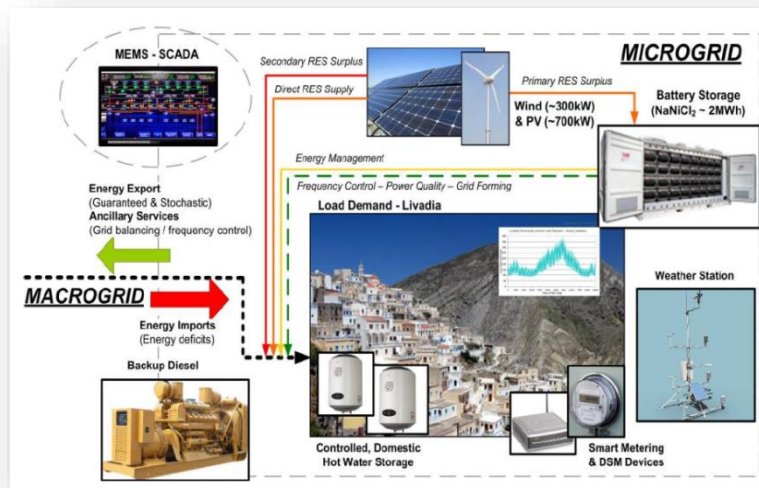 MEMS - SCADA
Secondary RES Surplus
Direct RES Supply
MICROGRID
Primary RES Surplus
Wind (~300kW)
& PV (~700kW)
Battery Storage
(NaNiCl₂ ~ 2MWh)
Energy Management
Frequency Control – Power Quality – Grid Forming
Energy Export
(Guaranteed & Stochastic)
Ancillary Services
(Grid balancing / frequency control)
Load Demand - Livadia
Weather Station
MACROGRID
Energy Imports
(Energy deficits)
Backup Diesel
Controlled, Domestic
Hot Water Storage
Smart Metering
& DSM Devices